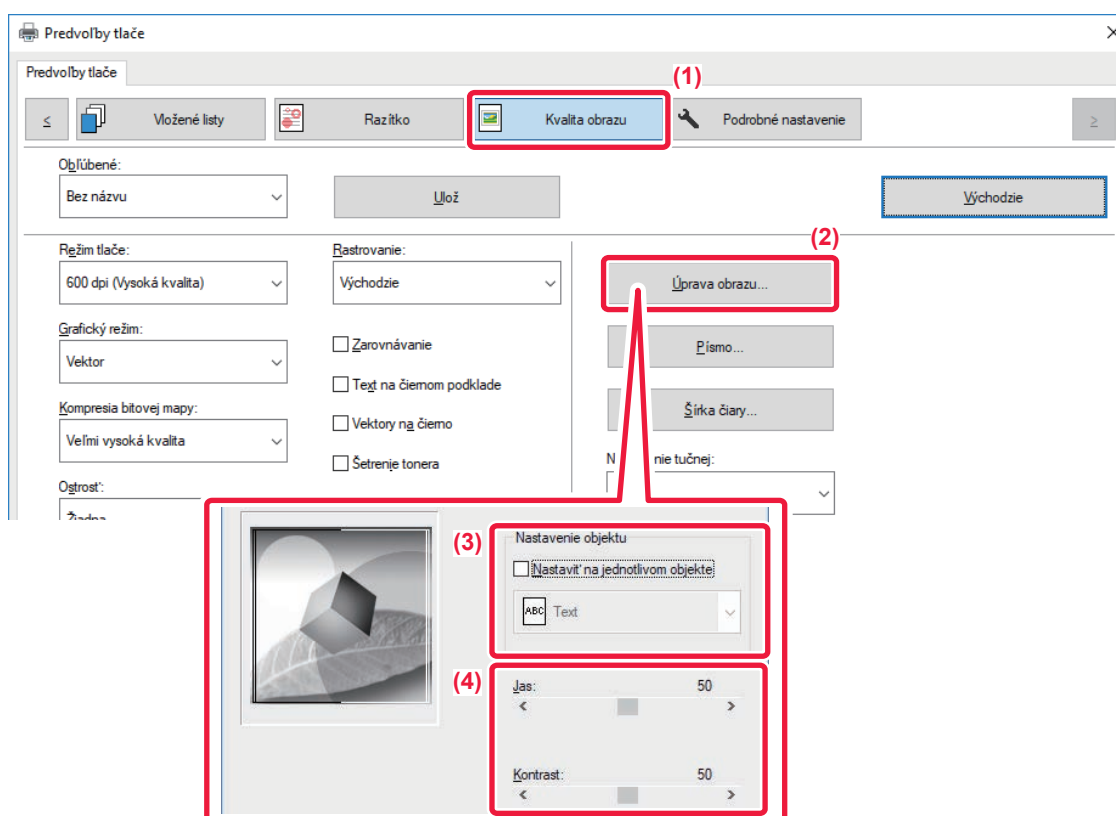 Predvoľby tlače
Predvoľby tlače
(1)
Vložené listy
Razítko
Kvalita obrazu
Podrobné nastavenie
Obľúbené:
Bez názvu
Ulož
Východzie
(2)
Režim tlače:
600 dpi (Vysoká kvalita)
Rastrovanie:
Východzie
Úprava obrazu...
Grafický režim:
Vektor
Zarovnávanie
Písmo...
Text na čiernom podklade
Kompresia bitovej mapy:
Veľmi vysoká kvalita
Vektory na čierno
Šírka čiary...
Šetrenie tonera
N nie tučnej:
Ostrosť:
Žiadna
(3)
Nastavenie objektu
Nastaviť na jednotlivom objekte
ABC Text
(4)
Jas: 50
Kontrast: 50